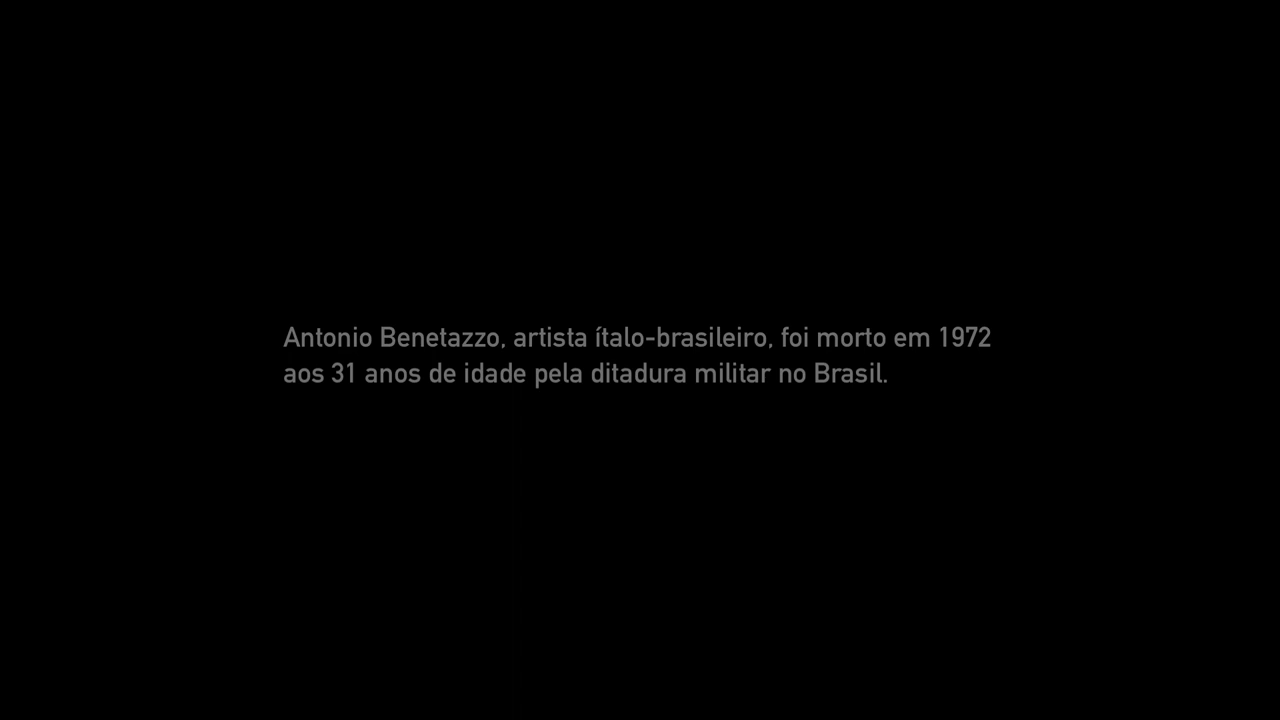 Antonio Benetazzo, artista ítalo-brasileiro, foi morto em 1972
aos 31 anos de idade pela ditadura militar no Brasil.